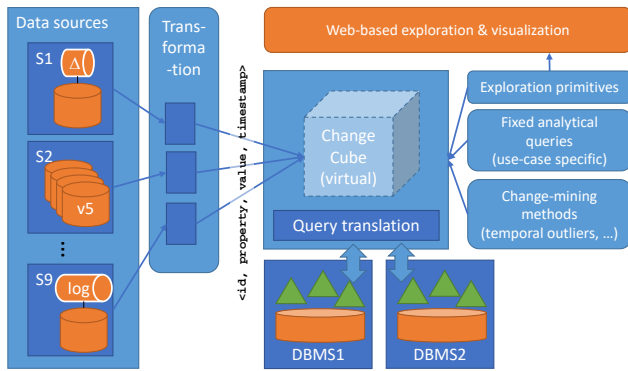 Data sources
S1
Δ
S2
v5
...
S9
log
Trans-
forma
-tion
<id, property, value, timestamp>
Web-based exploration & visualization
Change
Cube
(virtual)
Query translation
Exploration primitives
Fixed analytical
queries
(use-case specific)
Change-mining
methods
(temporal outliers, …)
DBMS1
DBMS2